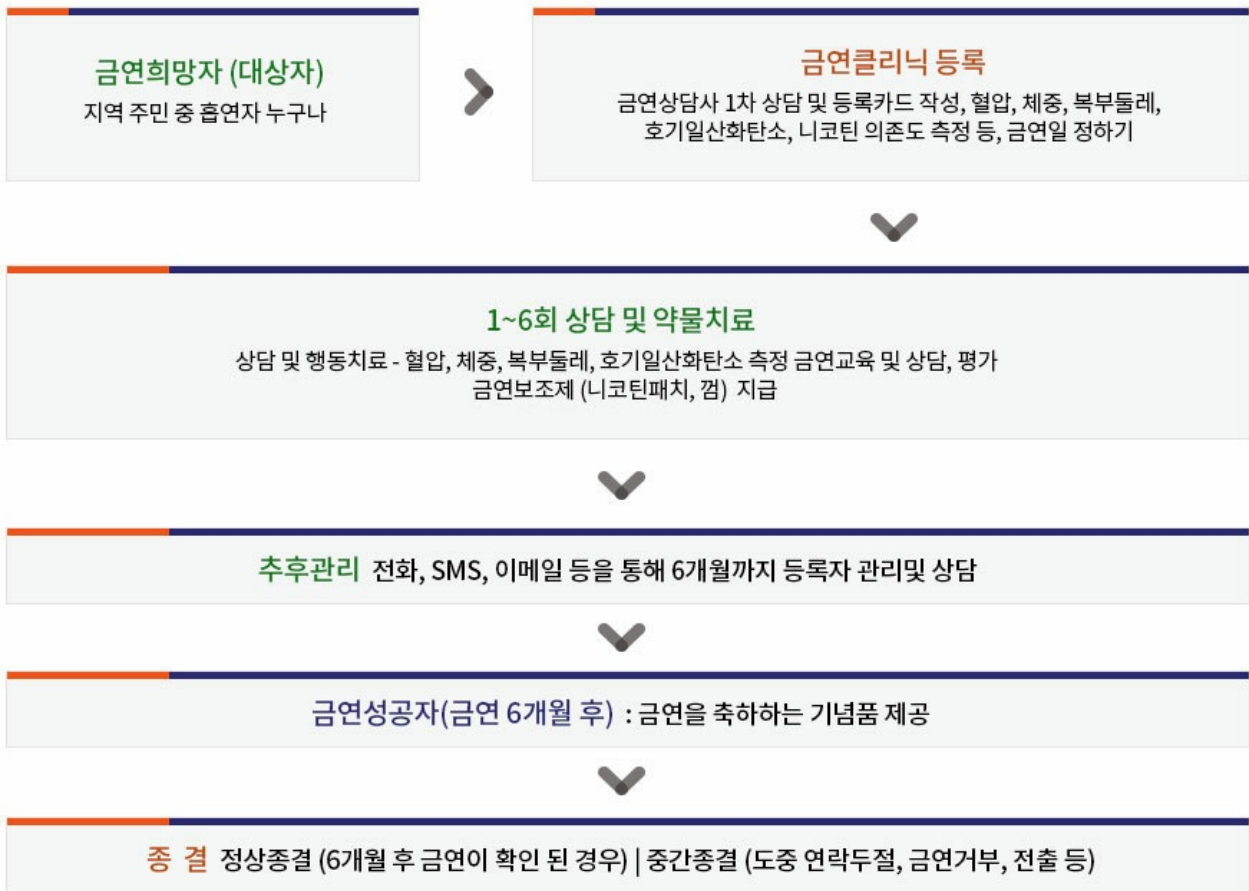 금연희망자 (대상자)
지역 주민 중 흡연자 누구나
금연클리닉 등록
금연상담사 1차 상담 및 등록카드 작성, 혈압, 체중, 복부둘레,
호기일산화탄소, 니코틴 의존도 측정 등, 금연일 정하기
1~6회 상담 및 약물치료
상담 및 행동치료 - 혈압, 체중, 복부둘레, 호기일산화탄소 측정 금연교육 및 상담, 평가
금연보조제 (니코틴패치, 껌) 지급
추후관리 전화, SMS, 이메일 등을 통해 6개월까지 등록자 관리및 상담
금연성공자(금연 6개월 후) : 금연을 축하하는 기념품 제공
종 결 정상종결 (6개월 후 금연이 확인 된 경우) | 중간종결 (도중 연락두절, 금연거부, 전출 등)